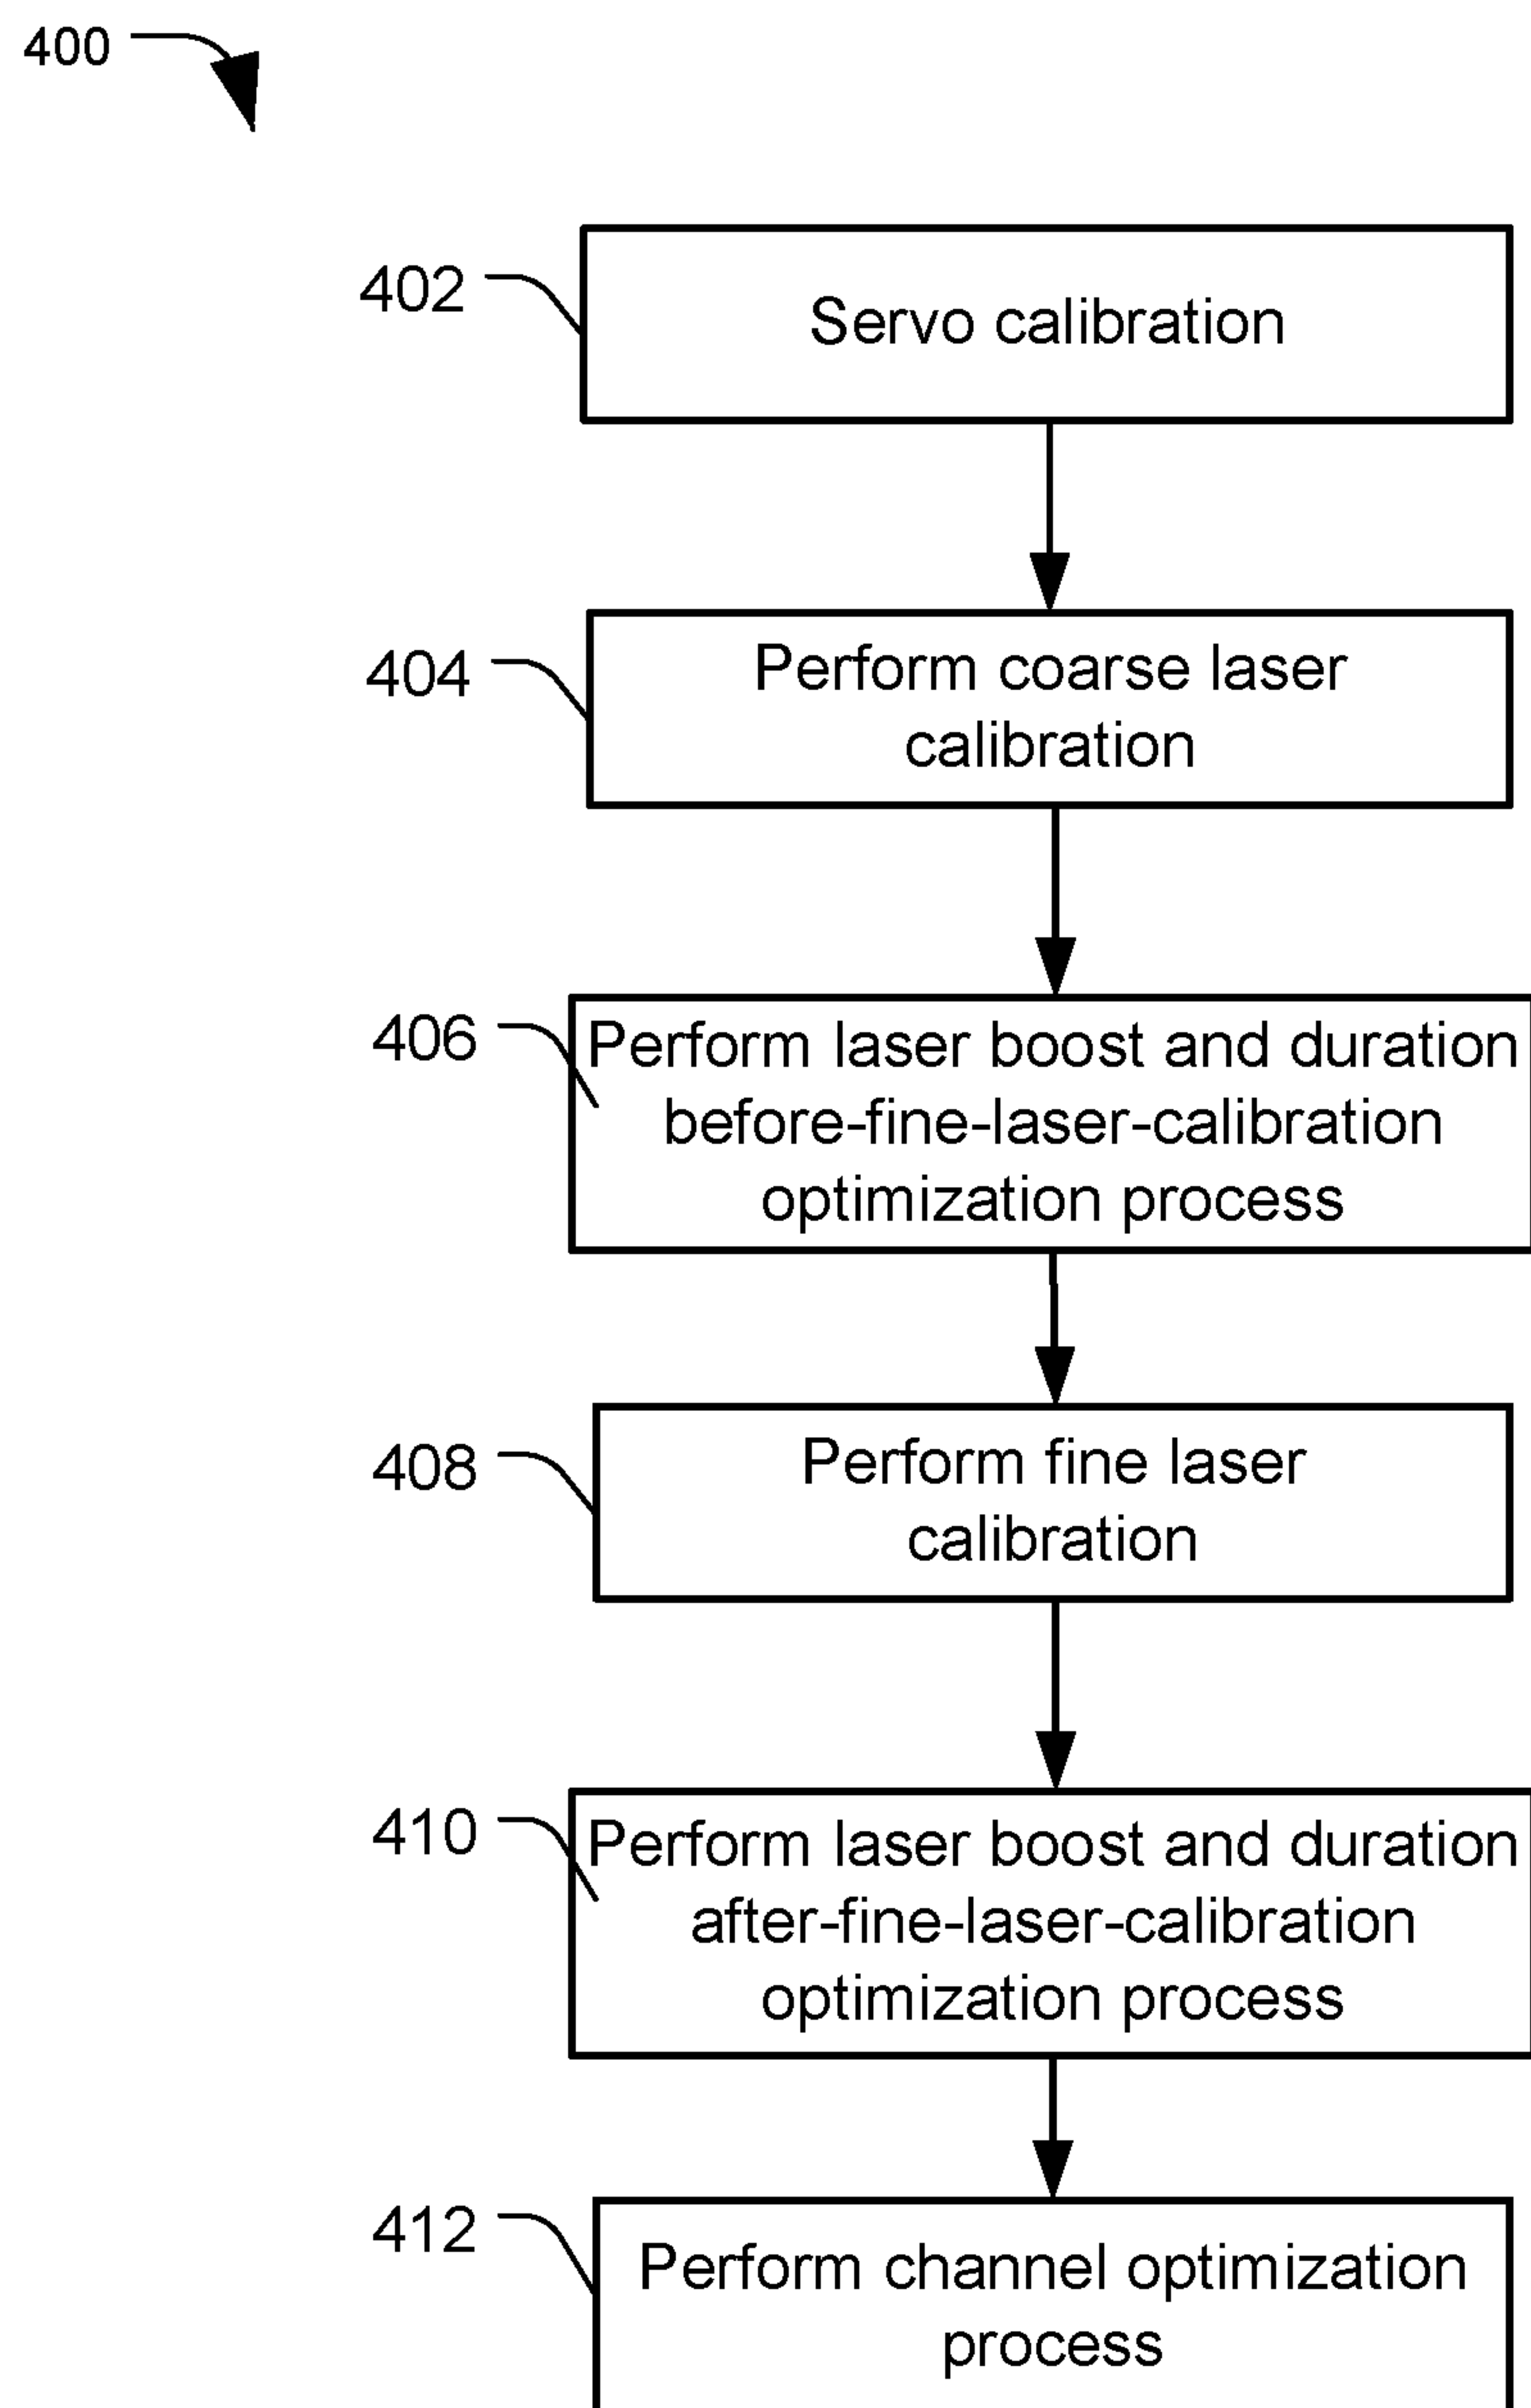 400
402
Servo calibration
404
Perform coarse laser
calibration
406
Perform laser boost and duration
before-fine-laser-calibration
optimization process
408
Perform fine laser
calibration
410
Perform laser boost and duration
after-fine-laser-calibration
optimization process
412
Perform channel optimization
process